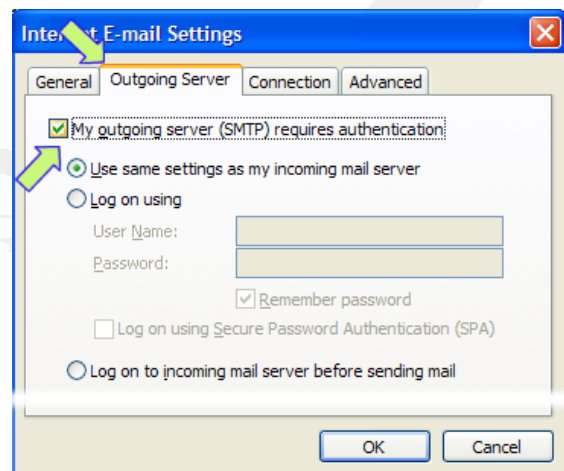 Internet E-mail Settings
General Outgoing Server Connection Advanced
My outgoing server (SMTP) requires authentication
Use same settings as my incoming mail server
Log on using
User Name:
Password:
Remember password
Log on using Secure Password Authentication (SPA)
Log on to incoming mail server before sending mail
OK Cancel